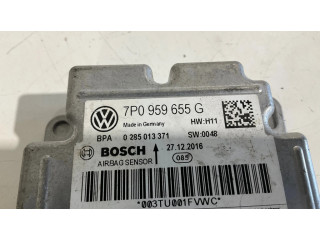 7P0 959 655 G
Made in Germany
HW:H11
BPA 0 285 013 371 SW:0048
BOSCH 27.12.2016
AIRBAG SENSOR 085
*003TU001FVWC*